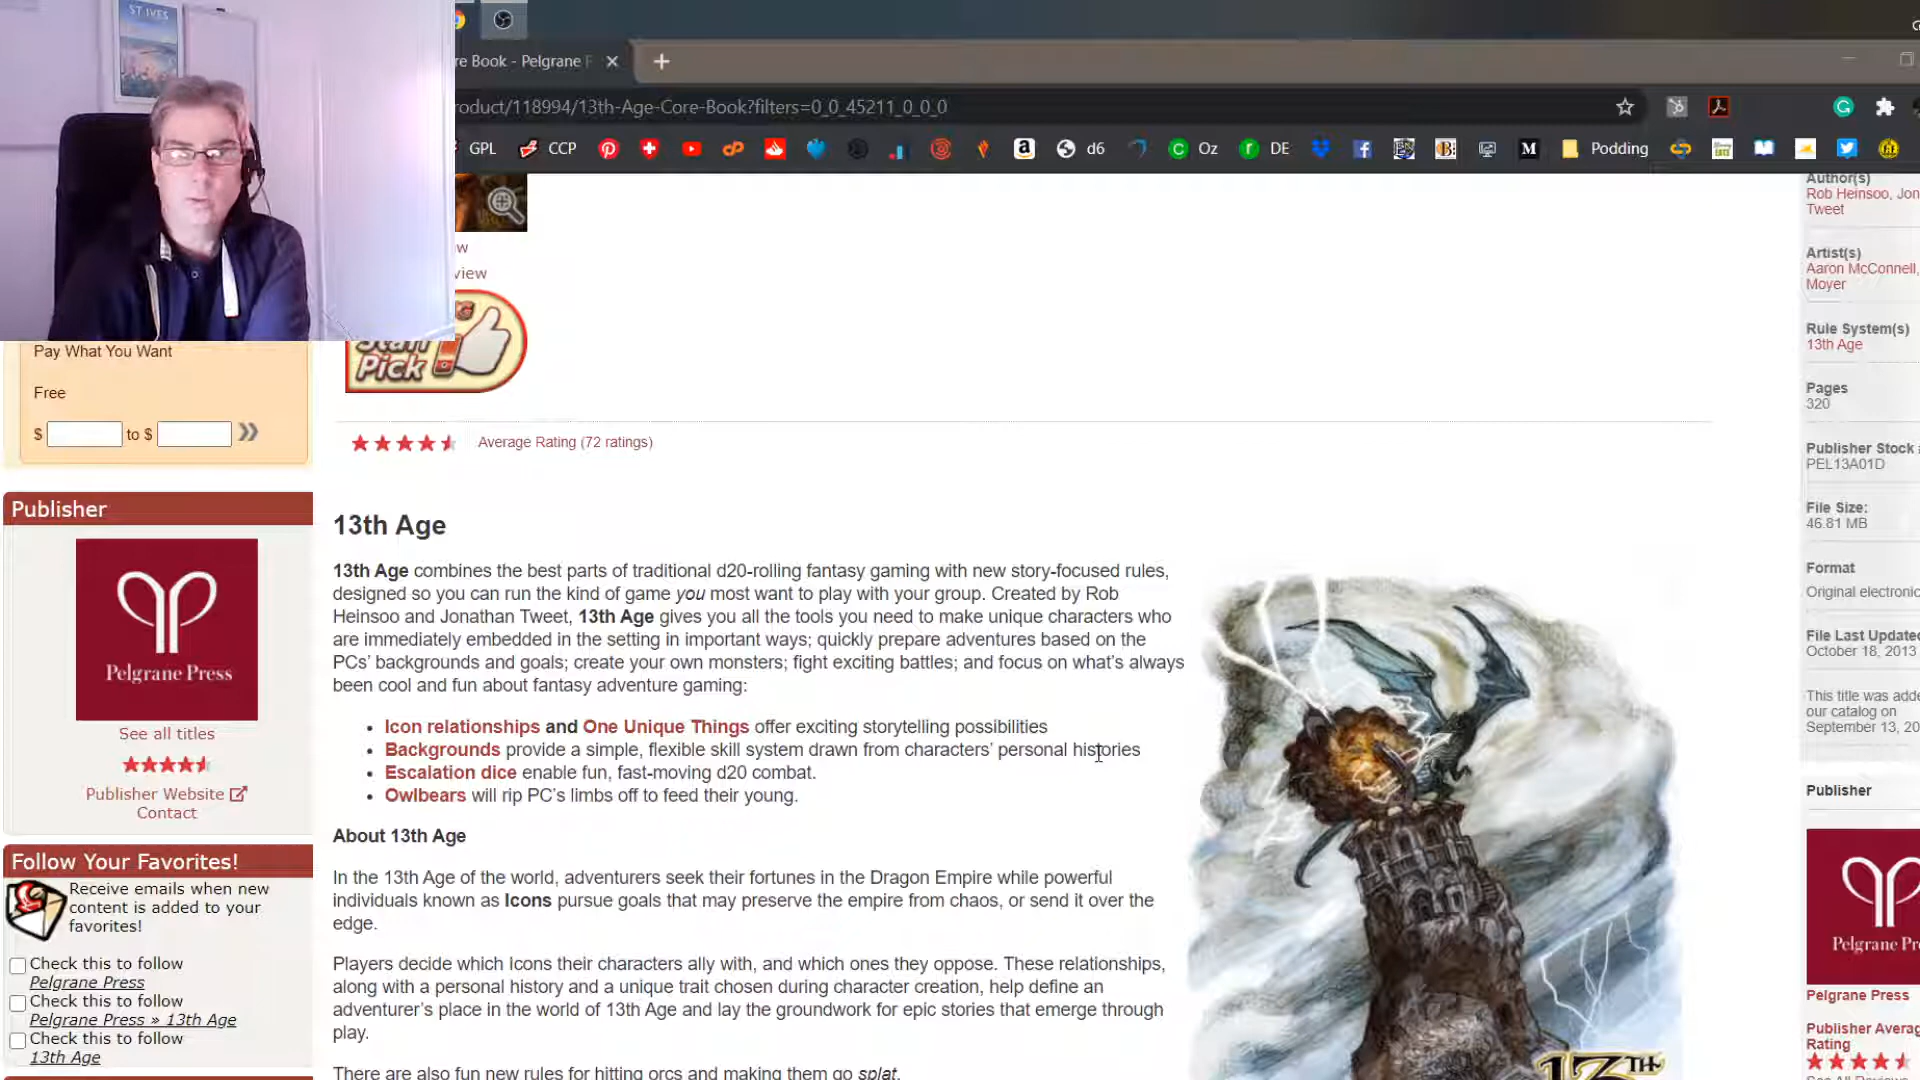 ST IVES
re Book - Pelgrane F
roduct/118994/13th-Age-Core-Book?filters=0_0_45211_0_0_0
GPL CCP d6 Oz DE Podding
view
Staff
Pick
Pay What You Want
Free
$ to $
Average Rating (72 ratings)
Publisher
Pelgrane Press
See all titles
Publisher Website
Contact
Follow Your Favorites!
Receive emails when new
content is added to your
favorites!
Check this to follow
Pelgrane Press
Check this to follow
Pelgrane Press » 13th Age
Check this to follow
13th Age
13th Age
13th Age combines the best parts of traditional d20-rolling fantasy gaming with new story-focused rules,
designed so you can run the kind of game you most want to play with your group. Created by Rob
Heinsoo and Jonathan Tweet, 13th Age gives you all the tools you need to make unique characters who
are immediately embedded in the setting in important ways; quickly prepare adventures based on the
PCs' backgrounds and goals; create your own monsters; fight exciting battles; and focus on what's always
been cool and fun about fantasy adventure gaming:
• Icon relationships and One Unique Things offer exciting storytelling possibilities
• Backgrounds provide a simple, flexible skill system drawn from characters' personal histories
• Escalation dice enable fun, fast-moving d20 combat.
• Owlbears will rip PC's limbs off to feed their young.
About 13th Age
In the 13th Age of the world, adventurers seek their fortunes in the Dragon Empire while powerful
individuals known as Icons pursue goals that may preserve the empire from chaos, or send it over the
edge.
Players decide which Icons their characters ally with, and which ones they oppose. These relationships,
along with a personal history and a unique trait chosen during character creation, help define an
adventurer's place in the world of 13th Age and lay the groundwork for epic stories that emerge through
play.
There are also fun new rules for hitting orcs and making them go splat.
13TH
Author(s)
Rob Heinsoo, Jon
Tweet
Artist(s)
Aaron McConnell,
Moyer
Rule System(s)
13th Age
Pages
320
Publisher Stock #
PEL13A01D
File Size:
46.81 MB
Format
Original electronic
File Last Updated
October 18, 2013
This title was adde
our catalog on
September 13, 20
Publisher
Pelgrane Pre
Pelgrane Press
Publisher Averag
Rating